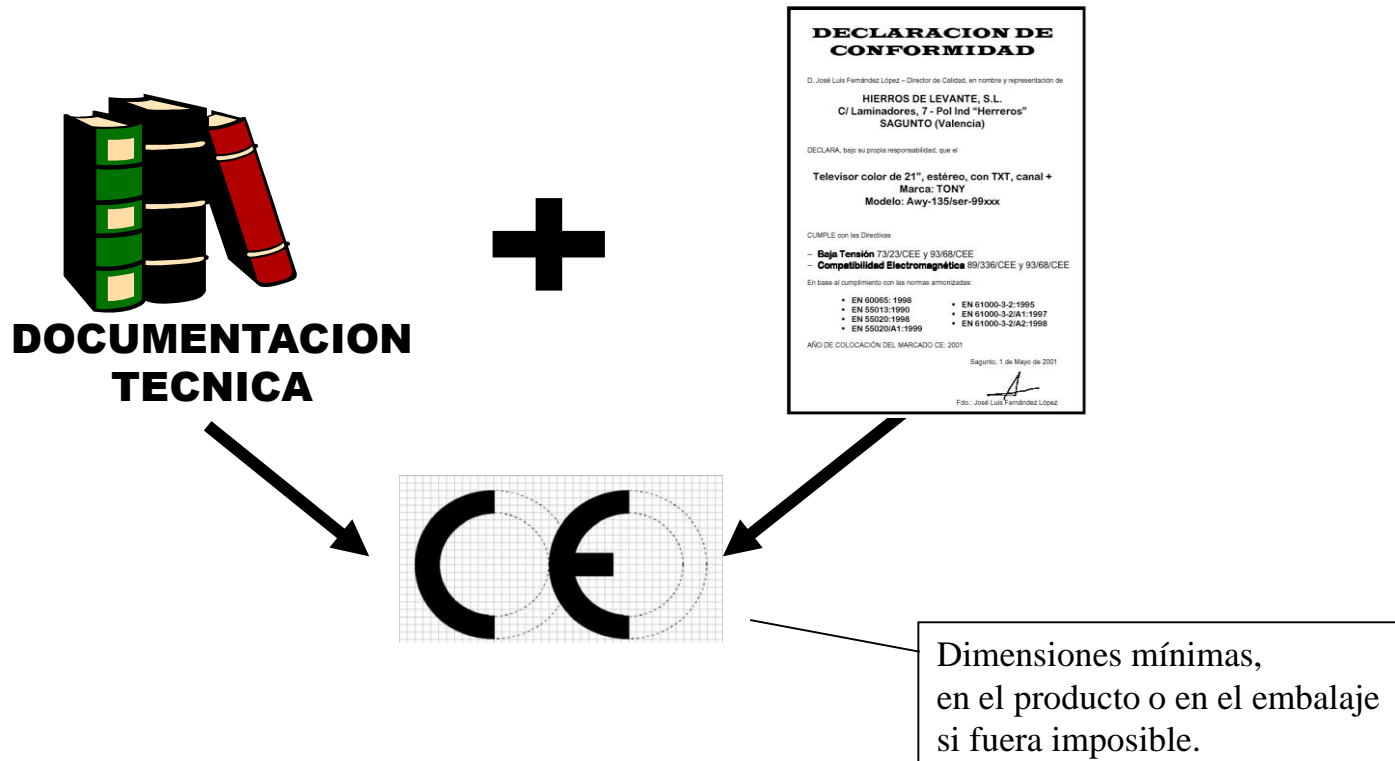 DECLARACION DE
CONFORMIDAD
D. José Luis Fernández López – Director de Calidad, en nombre y representación de
HIERROS DE LEVANTE, S.L.
C/ Laminadores, 7 - Pol Ind “Herreros”
SAGUNTO (Valencia)
DECLARA, bajo su propia responsabilidad, que el
Televisor color de 21”, estéreo, con TXT, canal +
Marca: TONY
Modelo: Awy-135/ser-99xxx
CUMPLE con las Directivas
– Baja Tensión 73/23/CEE y 93/68/CEE
– Compatibilidad Electromagnética 89/336/CEE y 93/68/CEE
En base al cumplimiento con las normas armonizadas:
• EN 60065: 1998
• EN 55013:1990
• EN 55020:1998
• EN 55020/A1:1999
• EN 61000-3-2:1995
• EN 61000-3-2/A1:1997
• EN 61000-3-2/A2:1998
AÑO DE COLOCACIÓN DEL MARCADO CE: 2001
Sagunto, 1 de Mayo de 2001
Fdo.: José Luis Fernández López
DOCUMENTACION
TECNICA
CE
Dimensiones mínimas,
en el producto o en el embalaje
si fuera imposible.